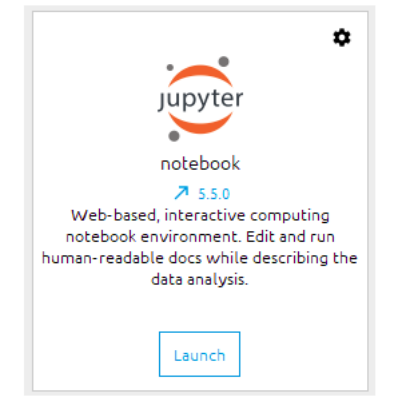 jupyter
notebook
5.5.0
Web-based, interactive computing
notebook environment. Edit and run
human-readable docs while describing the
data analysis.
Launch